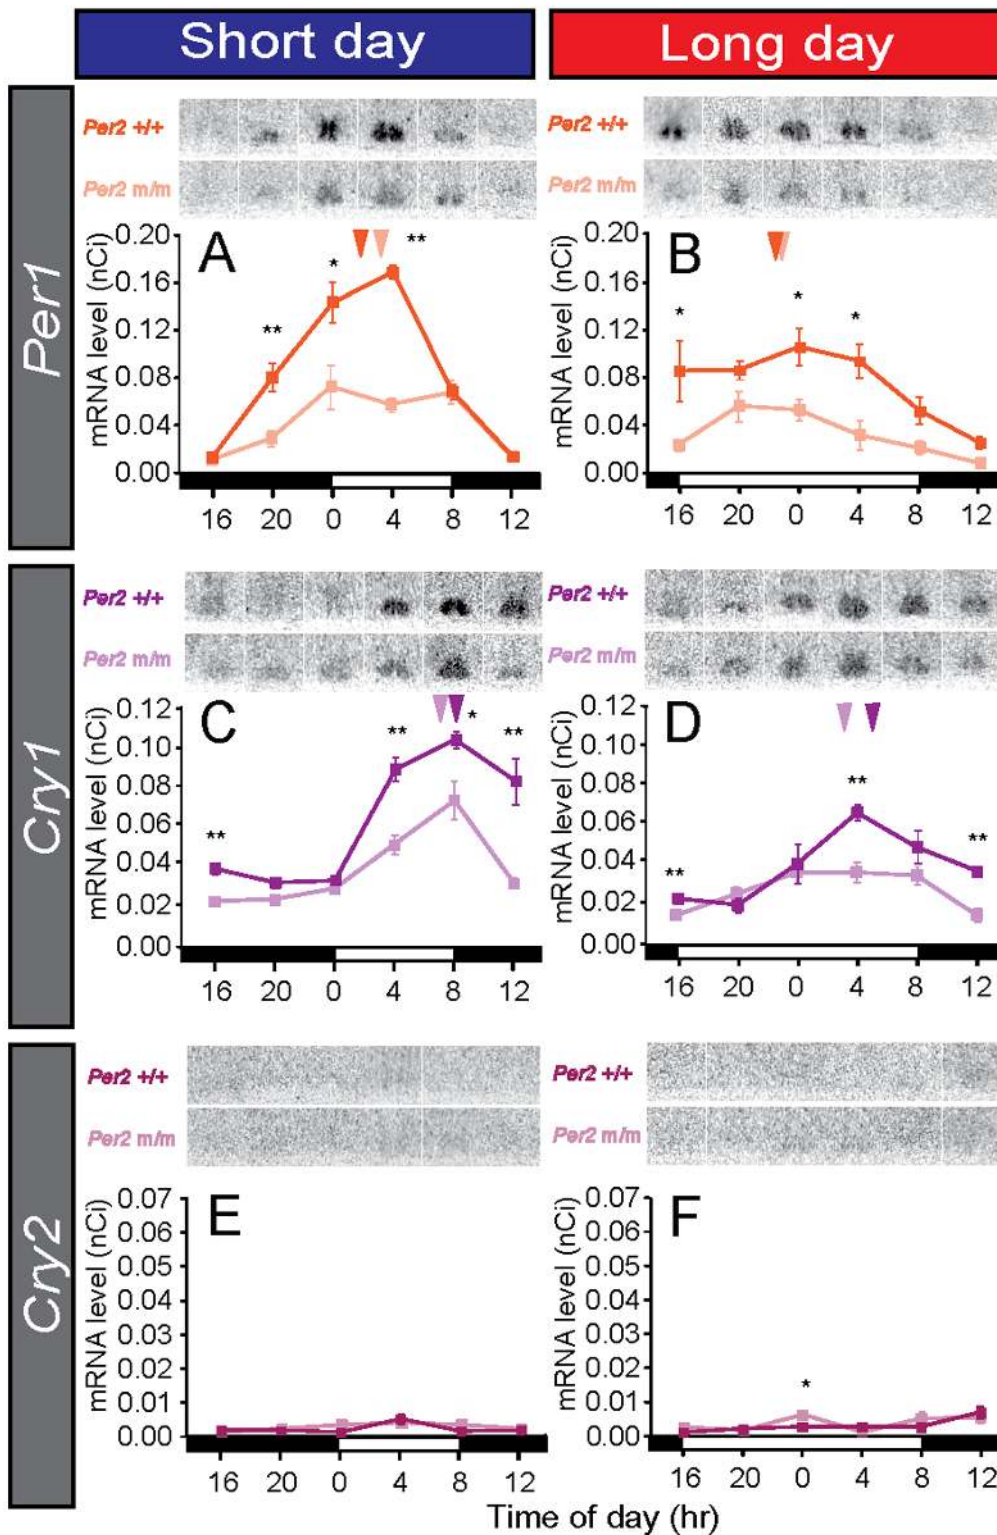 Short day
Long day
Per1
Per2 +/+
Per2 m/m
Per2 +/+
Per2 m/m
A
mRNA level (nCi)
0.20
0.16
0.12
0.08
0.04
0.00
** * **
16 20 0 4 8 12
B
mRNA level (nCi)
0.20
0.16
0.12
0.08
0.04
0.00
* * *
16 20 0 4 8 12
Cry1
Per2 +/+
Per2 m/m
Per2 +/+
Per2 m/m
C
mRNA level (nCi)
0.12
0.10
0.08
0.06
0.04
0.02
0.00
** ** * **
16 20 0 4 8 12
D
mRNA level (nCi)
0.12
0.10
0.08
0.06
0.04
0.02
0.00
** ** **
16 20 0 4 8 12
Cry2
Per2 +/+
Per2 m/m
Per2 +/+
Per2 m/m
E
mRNA level (nCi)
0.07
0.06
0.05
0.04
0.03
0.02
0.01
0.00
16 20 0 4 8 12
F
mRNA level (nCi)
0.07
0.06
0.05
0.04
0.03
0.02
0.01
0.00
*
16 20 0 4 8 12
Time of day (hr)